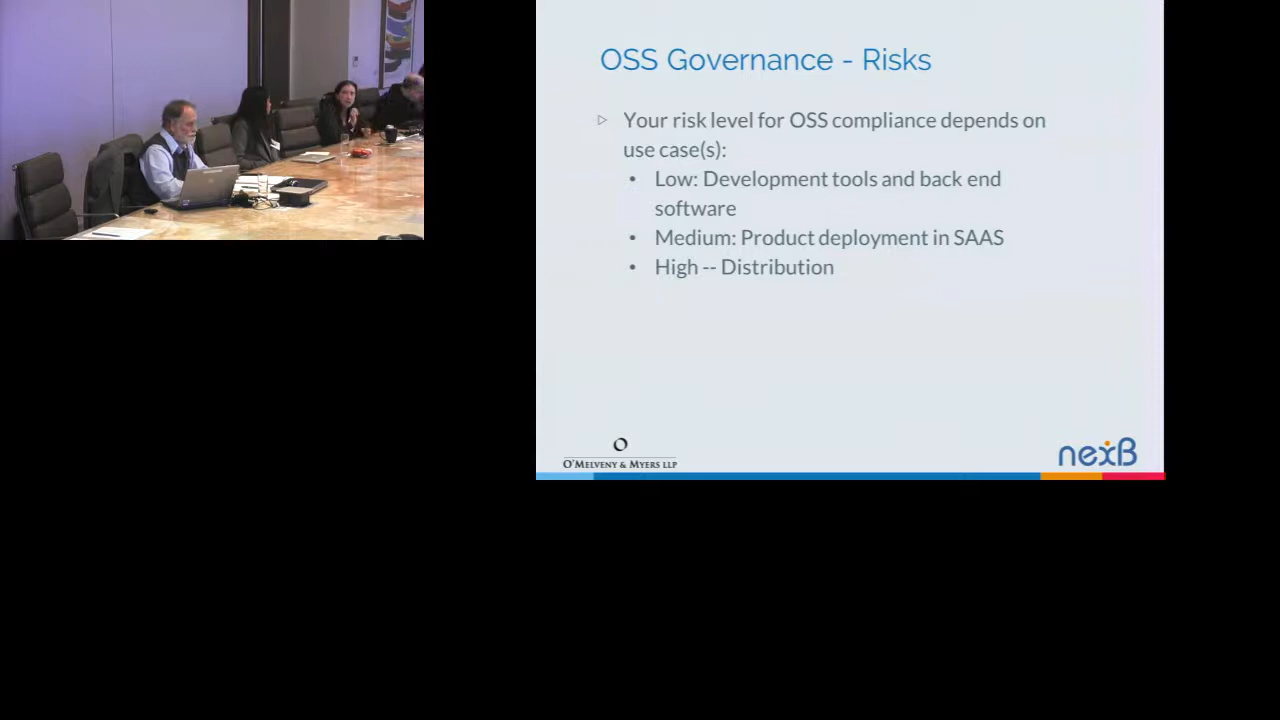 OSS Governance - Risks
▷ Your risk level for OSS compliance depends on
use case(s):
• Low: Development tools and back end
software
• Medium: Product deployment in SAAS
• High -- Distribution
O
O'MELVENY & MYERS LLP
nexB